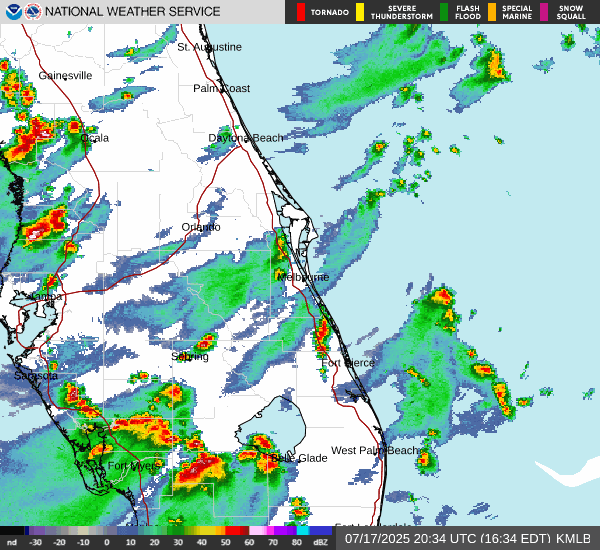 NATIONAL WEATHER SERVICE
TORNADO
SEVERE THUNDERSTORM
FLASH FLOOD
SPECIAL MARINE
SNOW SQUALL
St. Augustine
Gainesville
Palm Coast
Ocala
Daytona Beach
Orlando
Melbourne
Tampa
Sebring
Fort Pierce
Sarasota
West Palm Beach
Belle Glade
Fort Myers
nd -30 -20 -10 0 10 20 30 40 50 60 70 80 dBZ
07/17/2025 20:34 UTC (16:34 EDT) KMLB